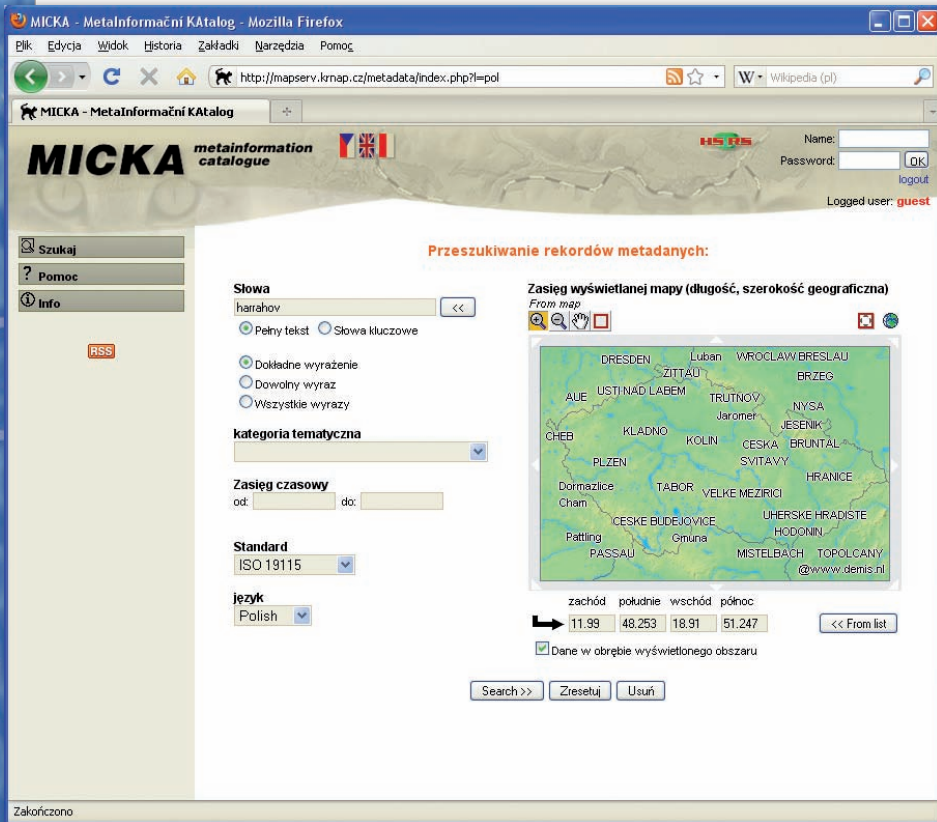 MICKA - MetaInformační KAtalog - Mozilla Firefox
Plik Edycja Widok Historia Zakładki Narzędzia Pomoc
http://mapserv.krnap.cz/metadata/index.php?l=pol
W Wikipedia (pl)
MICKA - MetaInformační KAtalog
MICKA metainformation catalogue
HSRS
Name:
Password: OK
logout
Logged user: guest
Szukaj
? Pomoc
Info
RSS
Przeszukiwanie rekordów metadanych:
Słowa
harrahov <<
Pełny tekst Słowa kluczowe
Dokładne wyrażenie
Dowolny wyraz
Wszystkie wyrazy
kategoria tematyczna
Zasięg czasowy
od: do:
Standard
ISO 19115
język
Polish
Zasięg wyświetlanej mapy (długość, szerokość geograficzna)
From map
DRESDEN Luban WROCLAW BRESLAU
ZITTAU BRZEG
AUE USTI NAD LABEM TRUTNOV NYSA
Jaromer JESENIK
CHEB KLADNO KOLIN CESKA BRUNTAL
PLZEN SVITAVY
HRANICE
Dormazlice TABOR VELKE MEZIRICI
Cham
CESKE BUDEJOVICE UHERSKE HRADISTE
Pattling Gmuna HODONIN
PASSAU MISTELBACH TOPOLCANY
@www.demis.nl
zachód południe wschód północ
11.99 48.253 18.91 51.247 << From list
Dane w obrębie wyświetlonego obszaru
Search >> Zresetuj Usuń
Zakończono